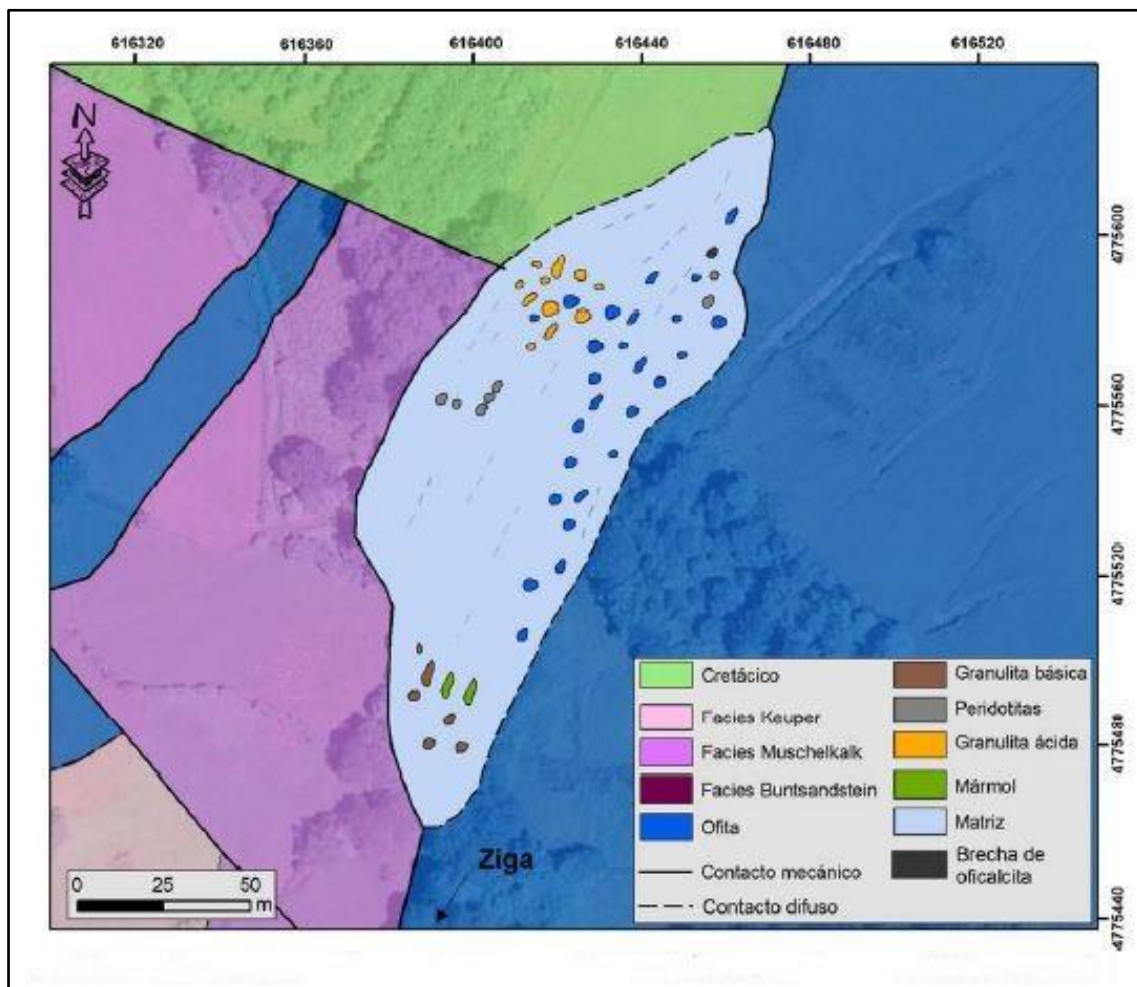 616320 616360 616400 616440 616480 616520
N
4775600
4775560
4775520
4775480
4775440
Cretácico
Facies Keuper
Facies Muschelkalk
Facies Buntsandstein
Ofita
Contacto mecánico
Contacto difuso
Granulita básica
Peridotitas
Granulita ácida
Mármol
Matriz
Brecha de
oficalcita
Ziga
0 25 50
m